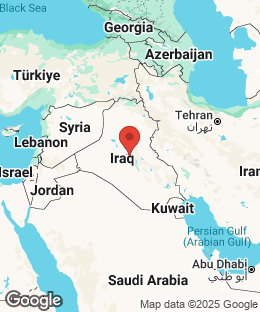 Black Sea
Georgia
Azerbaijan
Türkiye
Tehran
تهران
Syria
Lebanon
Iraq
Iran
Israel
Jordan
Kuwait
Persian Gulf
(Arabian Gulf)
Abu Dhabi
أبو ظبي
Saudi Arabia
Google
Map data ©2025 Google